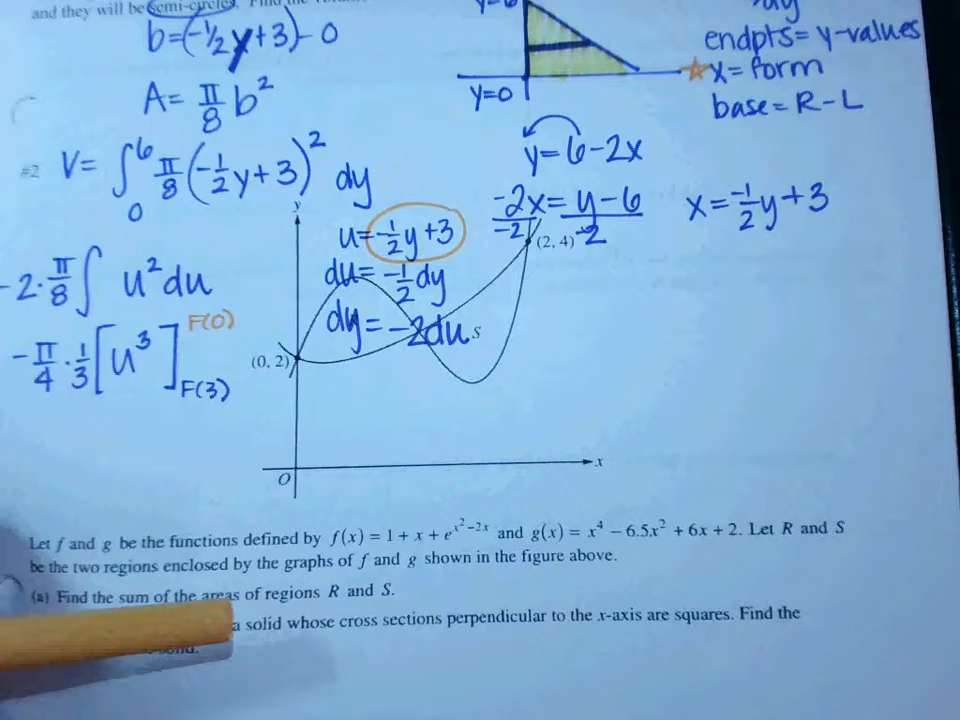 and they will be semi-circles. Find the
b=(-½y+3)-0
A= π/8 b²
y=0
endpts= y-values
☆x= form
base= R-L
y=6-2x
#2 V= ∫₀⁶ π/8 (-½y+3)² dy
-2x= y-6
-2 -2
x=-½y+3
u=-½y+3
du=-½dy
dy=-2du
-2·π/8 ∫ u²du
-π/4·⅓[u³] F(0)
F(3)
y
(2, 4)
S
(0, 2)
O
x
Let f and g be the functions defined by f(x) = 1 + x + e^(x²−2x) and g(x) = x⁴ − 6.5x² + 6x + 2. Let R and S
be the two regions enclosed by the graphs of f and g shown in the figure above.
(a) Find the sum of the areas of regions R and S.
a solid whose cross sections perpendicular to the x-axis are squares. Find the